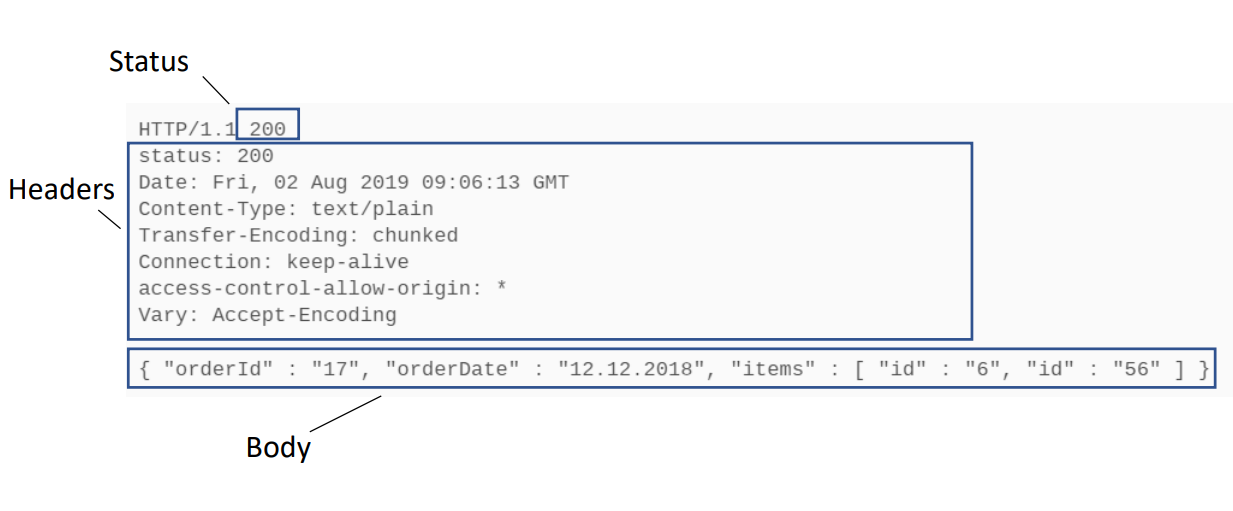 Status
HTTP/1.1 200
status: 200
Date: Fri, 02 Aug 2019 09:06:13 GMT
Headers
Content-Type: text/plain
Transfer-Encoding: chunked
Connection: keep-alive
access-control-allow-origin: *
Vary: Accept-Encoding
{ "orderId" : "17", "orderDate" : "12.12.2018", "items" : [ "id" : "6", "id" : "56" ] }
Body